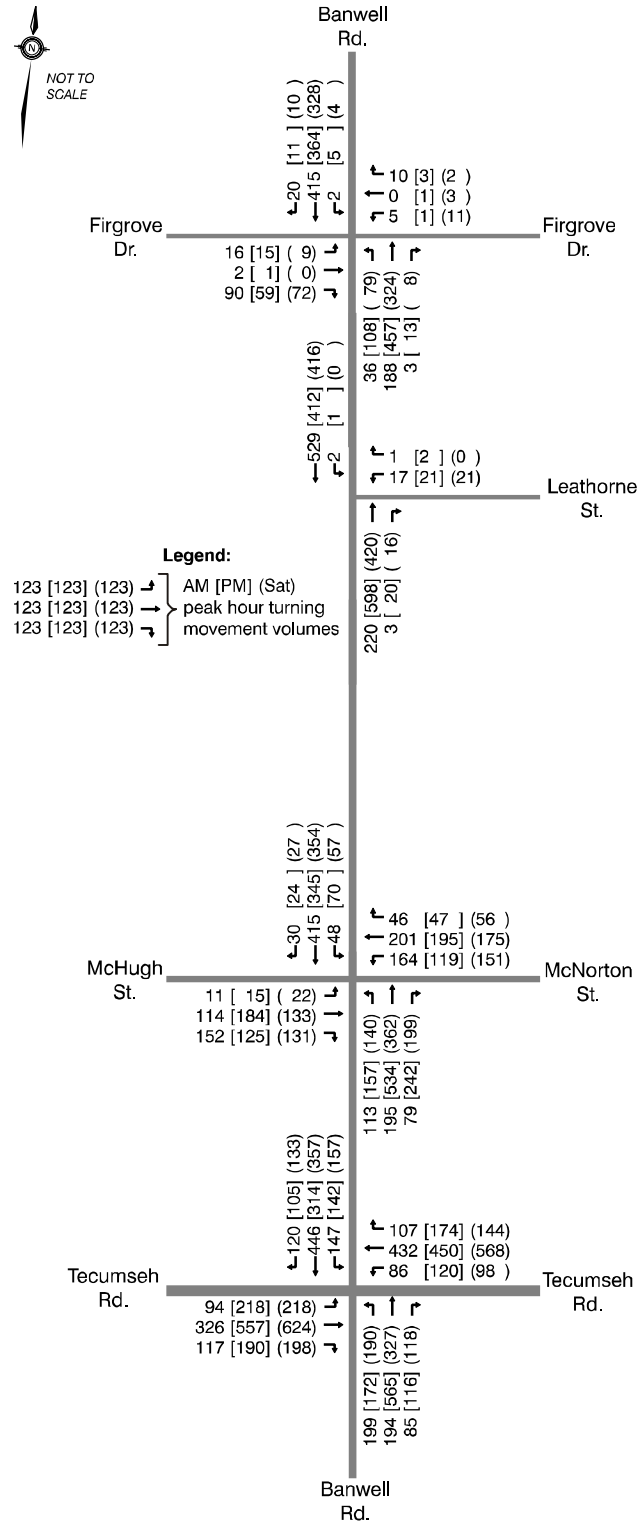 Banwell
Rd.
N
NOT TO
SCALE
20 [11 ] (10 )
415 [364] (328)
2 [5 ] (4 )
10 [3] (2 )
0 [1] (3 )
5 [1] (11)
Firgrove
Dr.
Firgrove
Dr.
16 [15] ( 9)
2 [ 1] ( 0)
90 [59] (72)
36 [108] ( 79)
188 [457] (324)
3 [ 13] ( 8)
529 [412] (416)
2 [1 ] (0 )
1 [2 ] (0 )
17 [21] (21)
Leathorne
St.
220 [598] (420)
3 [ 20] ( 16)
Legend:
123 [123] (123)
123 [123] (123)
123 [123] (123)
AM [PM] (Sat)
peak hour turning
movement volumes
30 [24 ] (27 )
415 [345] (354)
48 [70 ] (57 )
46 [47 ] (56 )
201 [195] (175)
164 [119] (151)
McHugh
St.
McNorton
St.
11 [ 15] ( 22)
114 [184] (133)
152 [125] (131)
113 [157] (140)
195 [534] (362)
79 [242] (199)
120 [105] (133)
446 [314] (357)
147 [142] (157)
107 [174] (144)
432 [450] (568)
86 [120] (98 )
Tecumseh
Rd.
Tecumseh
Rd.
94 [218] (218)
326 [557] (624)
117 [190] (198)
199 [172] (190)
194 [565] (327)
85 [116] (118)
Banwell
Rd.